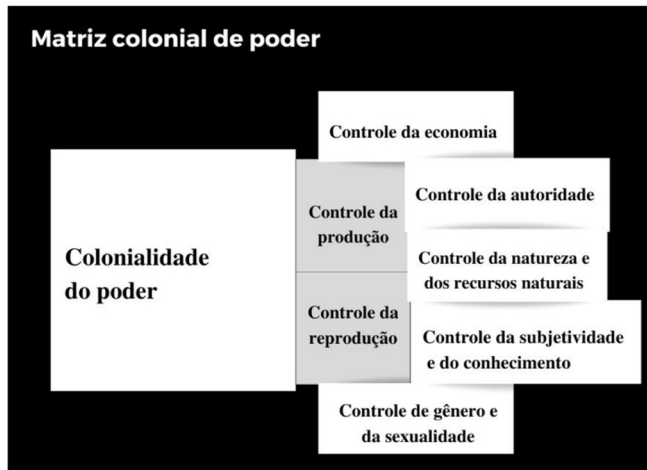 Matriz colonial de poder
Controle da economia
Controle da autoridade
Controle da
produção
Colonialidade
do poder
Controle da natureza e
dos recursos naturais
Controle da
reprodução
Controle da subjetividade
e do conhecimento
Controle de gênero e
da sexualidade